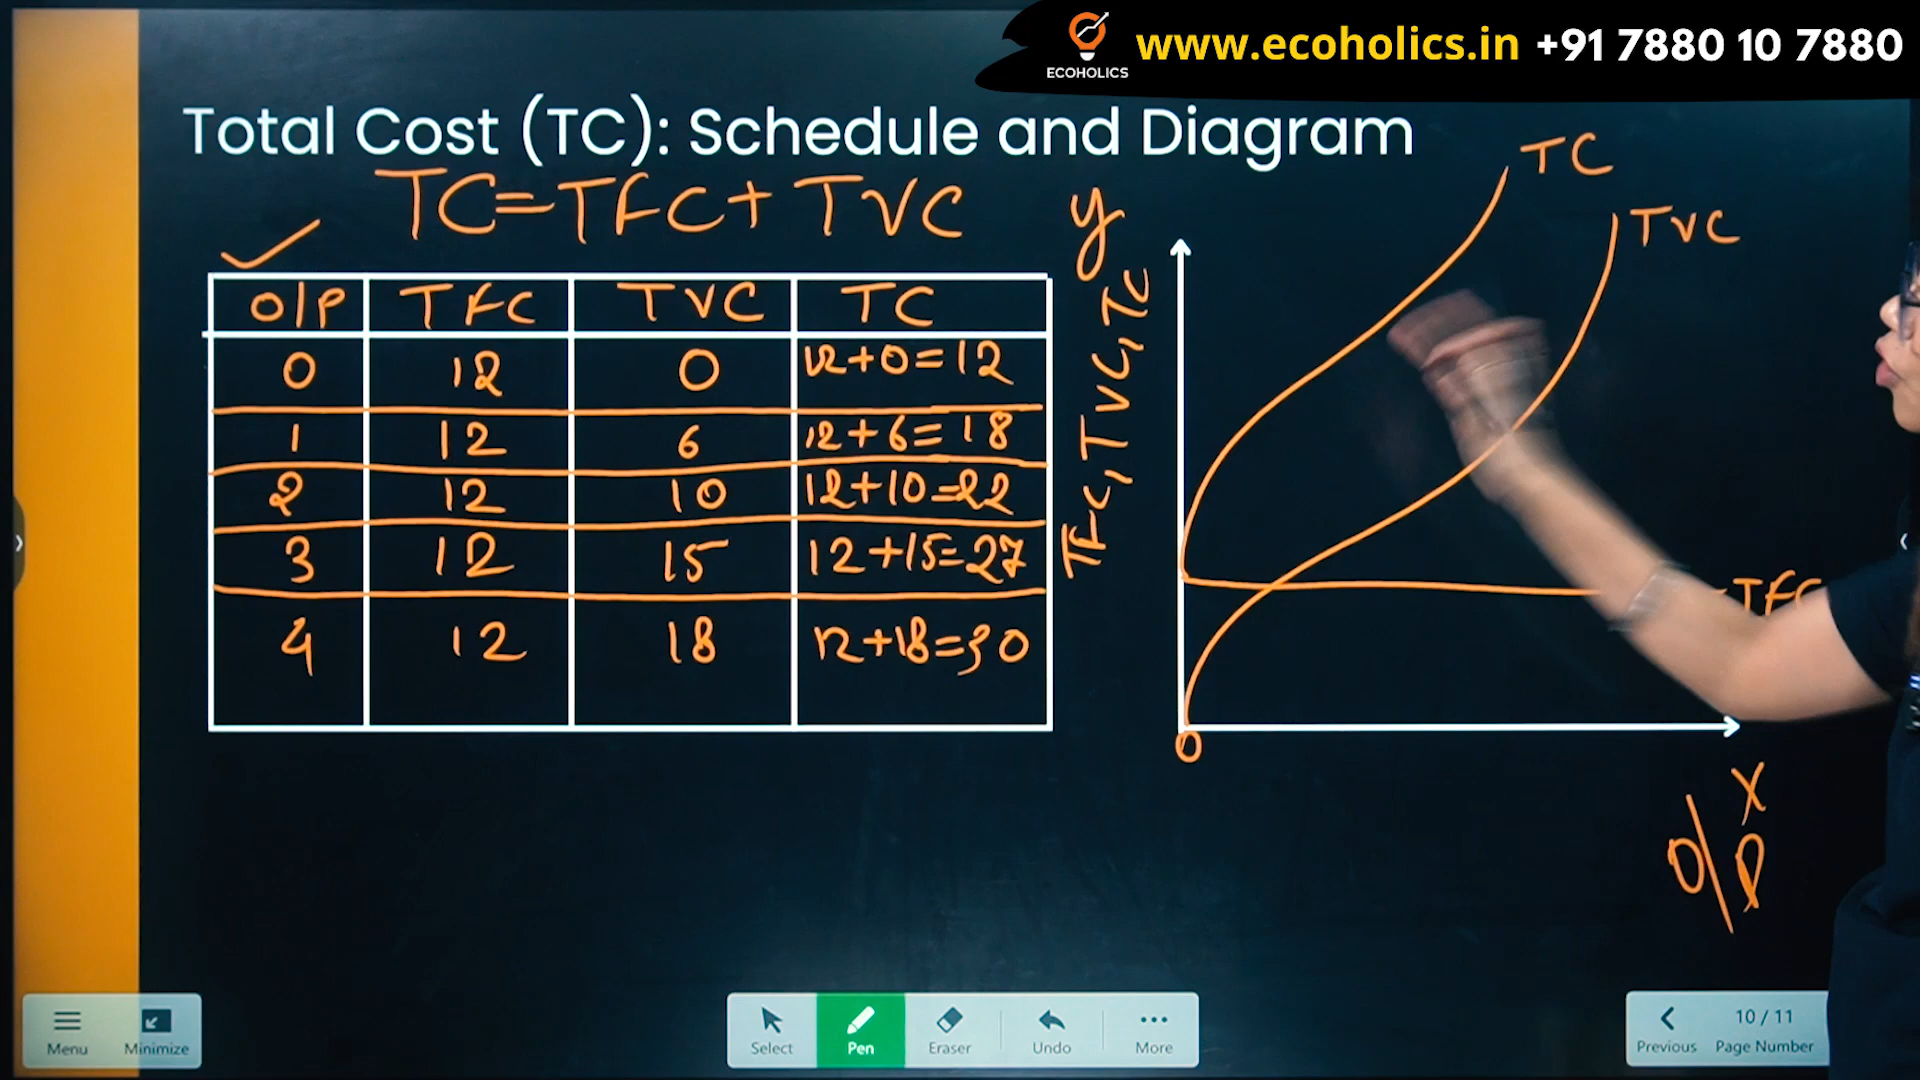 ECOHOLICS
www.ecoholics.in +91 7880 10 7880
Total Cost (TC): Schedule and Diagram
TC=TFC+TVC
O/P TFC TVC TC
0 12 0 12+0=12
1 12 6 12+6=18
2 12 10 12+10=22
3 12 15 12+15=27
4 12 18 12+18=30
y
TFC, TVC, TC
TC
TVC
TFC
0
X
O/P
Menu
Minimize
Select
Pen
Eraser
Undo
More
Previous
10 / 11
Page Number